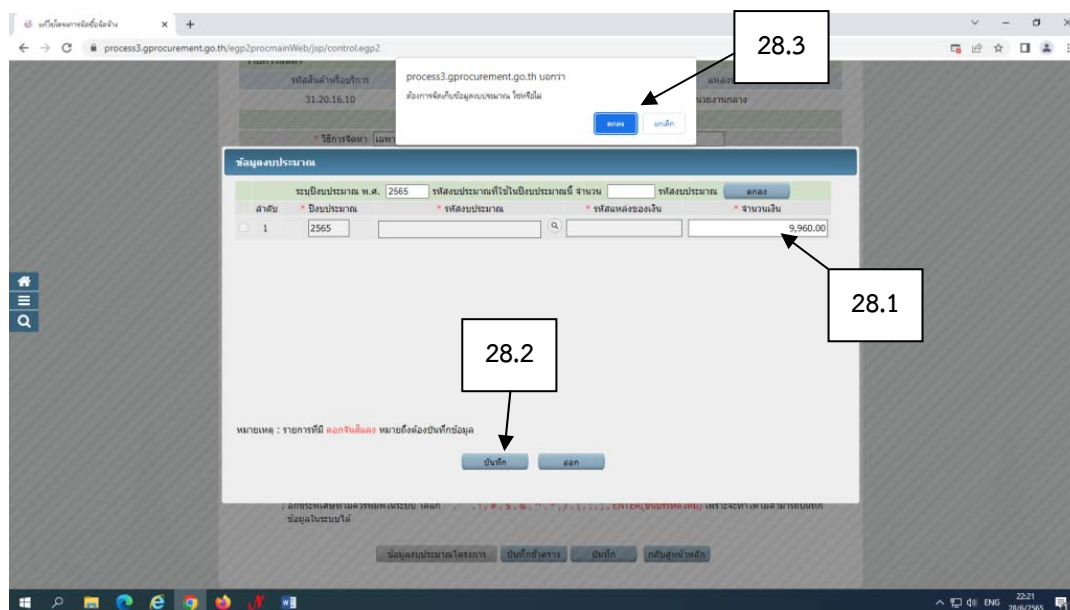 แก้ไขโครงการจัดซื้อจัดจ้าง
process3.gprocurement.go.th/egp2procmainWeb/jsp/control.egp2
28.3
process3.gprocurement.go.th บอกว่า
ต้องการจัดเก็บข้อมูลงบประมาณ ใช่หรือไม่
ตกลง ยกเลิก
รหัสสินค้าหรือบริการ
31.20.16.10
* วิธีการจัดหา
ข้อมูลงบประมาณ
ระบุปีงบประมาณ พ.ศ. 2565 รหัสงบประมาณที่ใช้ในปีงบประมาณนี้ จำนวน รหัสงบประมาณ ตกลง
ลำดับ * ปีงบประมาณ * รหัสงบประมาณ * รหัสแหล่งของเงิน * จำนวนเงิน
1 2565 9,960.00
28.1
28.2
หมายเหตุ : รายการที่มี ดอกจันสีแดง หมายถึงต้องบันทึกข้อมูล
บันทึก ออก
ข้อมูลในระบบได้
ข้อมูลงบประมาณโครงการ บันทึกชั่วคราว บันทึก กลับสู่หน้าหลัก
ENG 22:21
28/6/2565